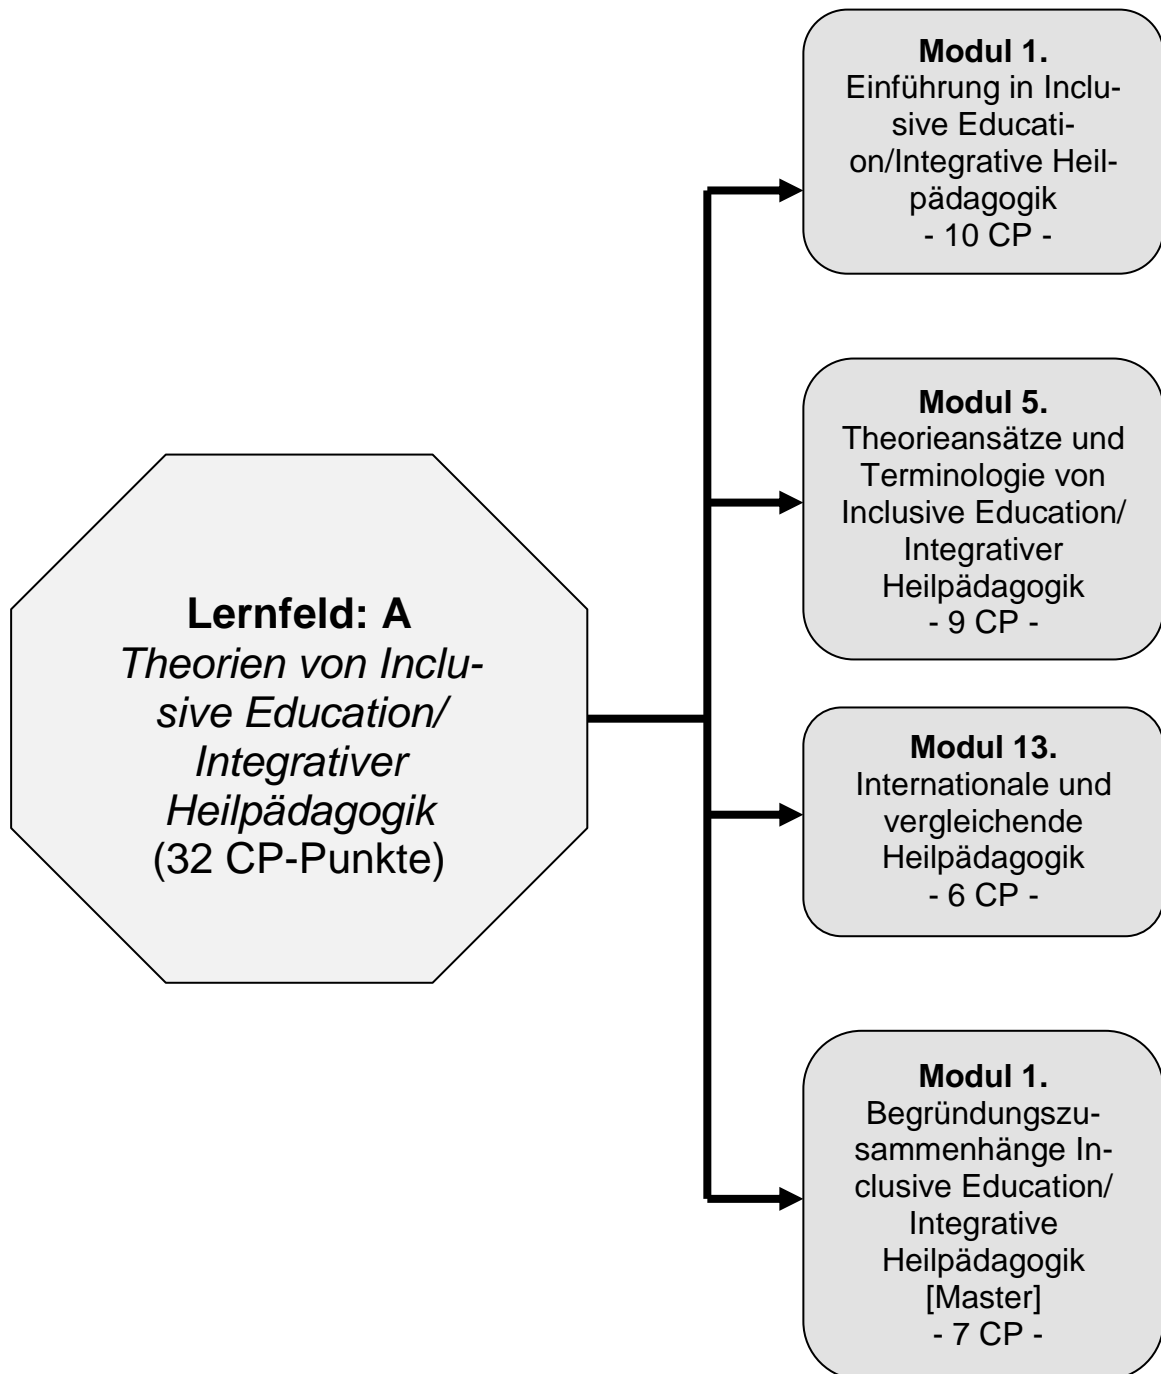 Modul 1.
Einführung in Inclu-
sive Educati-
on/Integrative Heil-
pädagogik
- 10 CP -
Modul 5.
Theorieansätze und
Terminologie von
Inclusive Education/
Integrativer
Heilpädagogik
- 9 CP -
Lernfeld: A
Theorien von Inclu-
sive Education/
Integrativer
Heilpädagogik
(32 CP-Punkte)
Modul 13.
Internationale und
vergleichende
Heilpädagogik
- 6 CP -
Modul 1.
Begründungszu-
sammenhänge In-
clusive Education/
Integrative
Heilpädagogik
[Master]
- 7 CP -